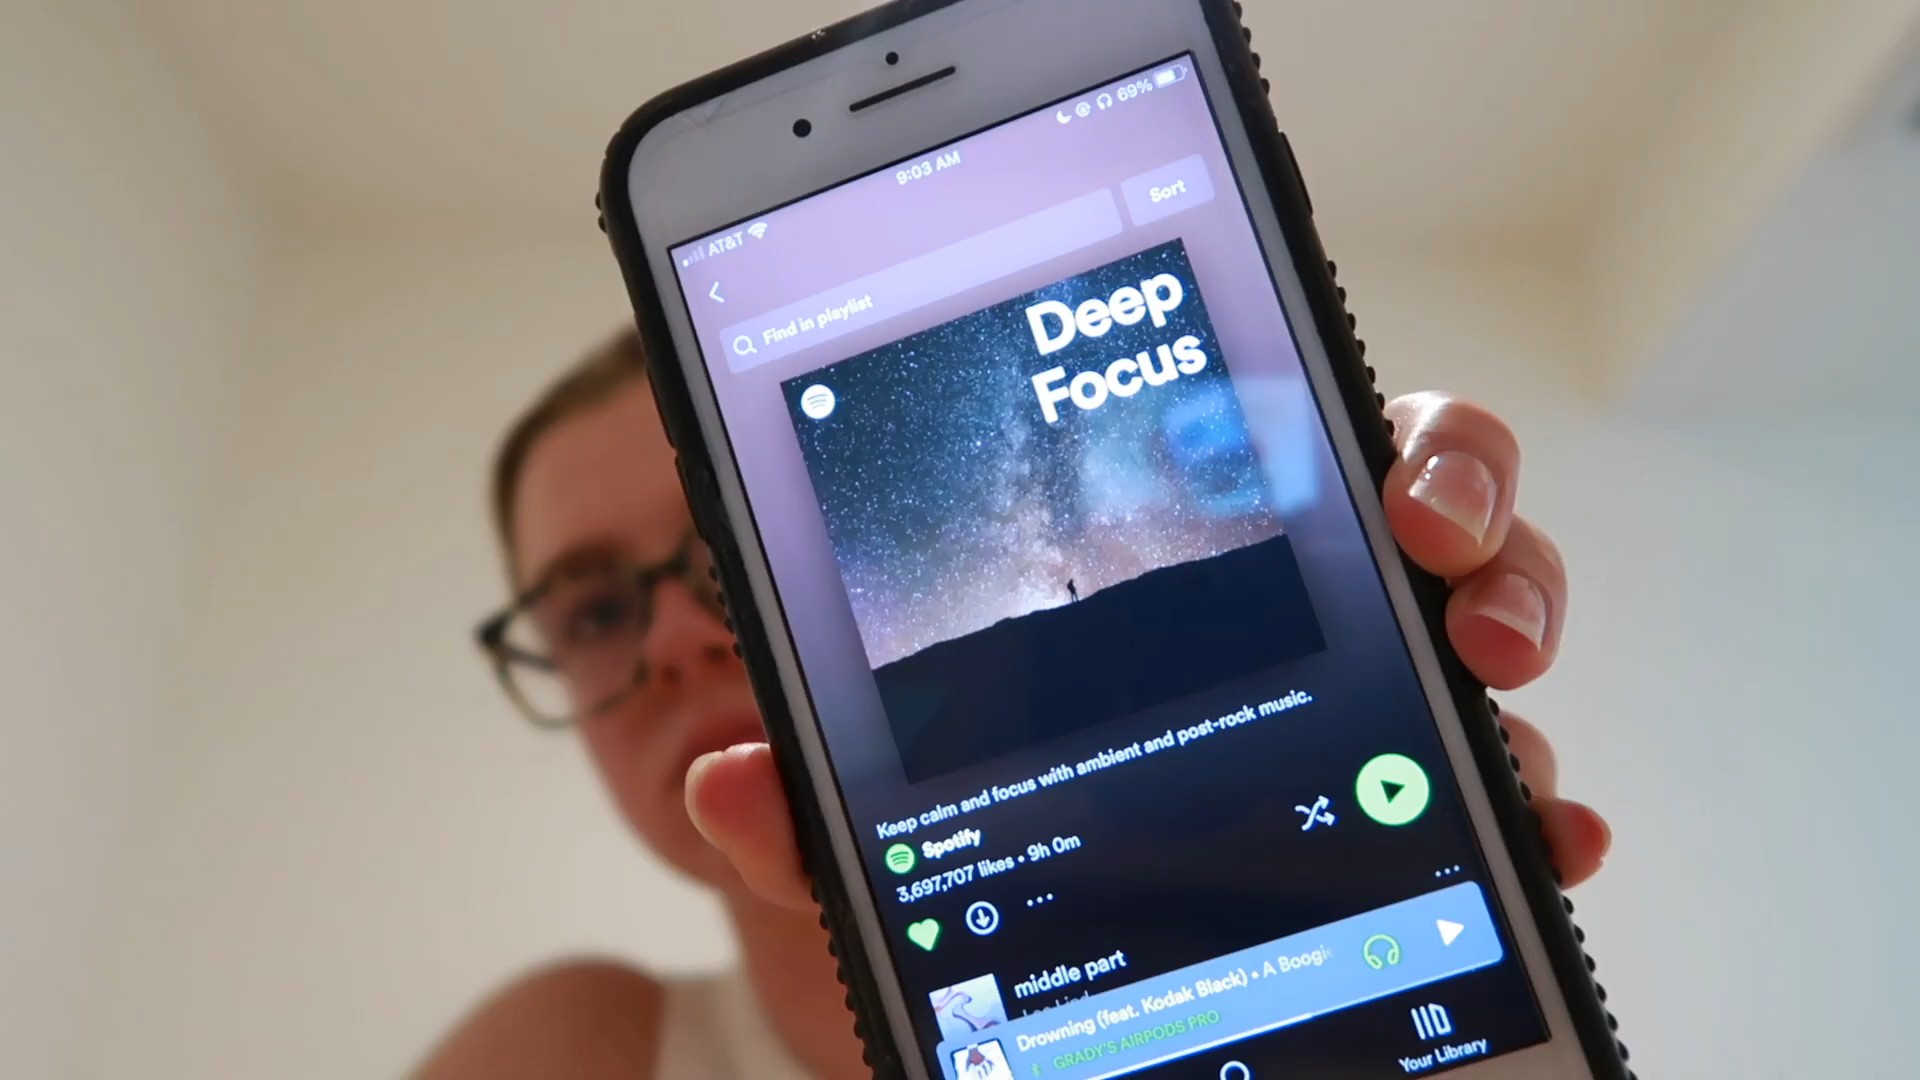 AT&T
9:03 AM
69%
Find in playlist
Sort
Deep
Focus
Keep calm and focus with ambient and post-rock music.
Spotify
3,697,707 likes • 9h 0m
middle part
Drowning (feat. Kodak Black) • A Boogi
GRADY'S AIRPODS PRO
Your Library